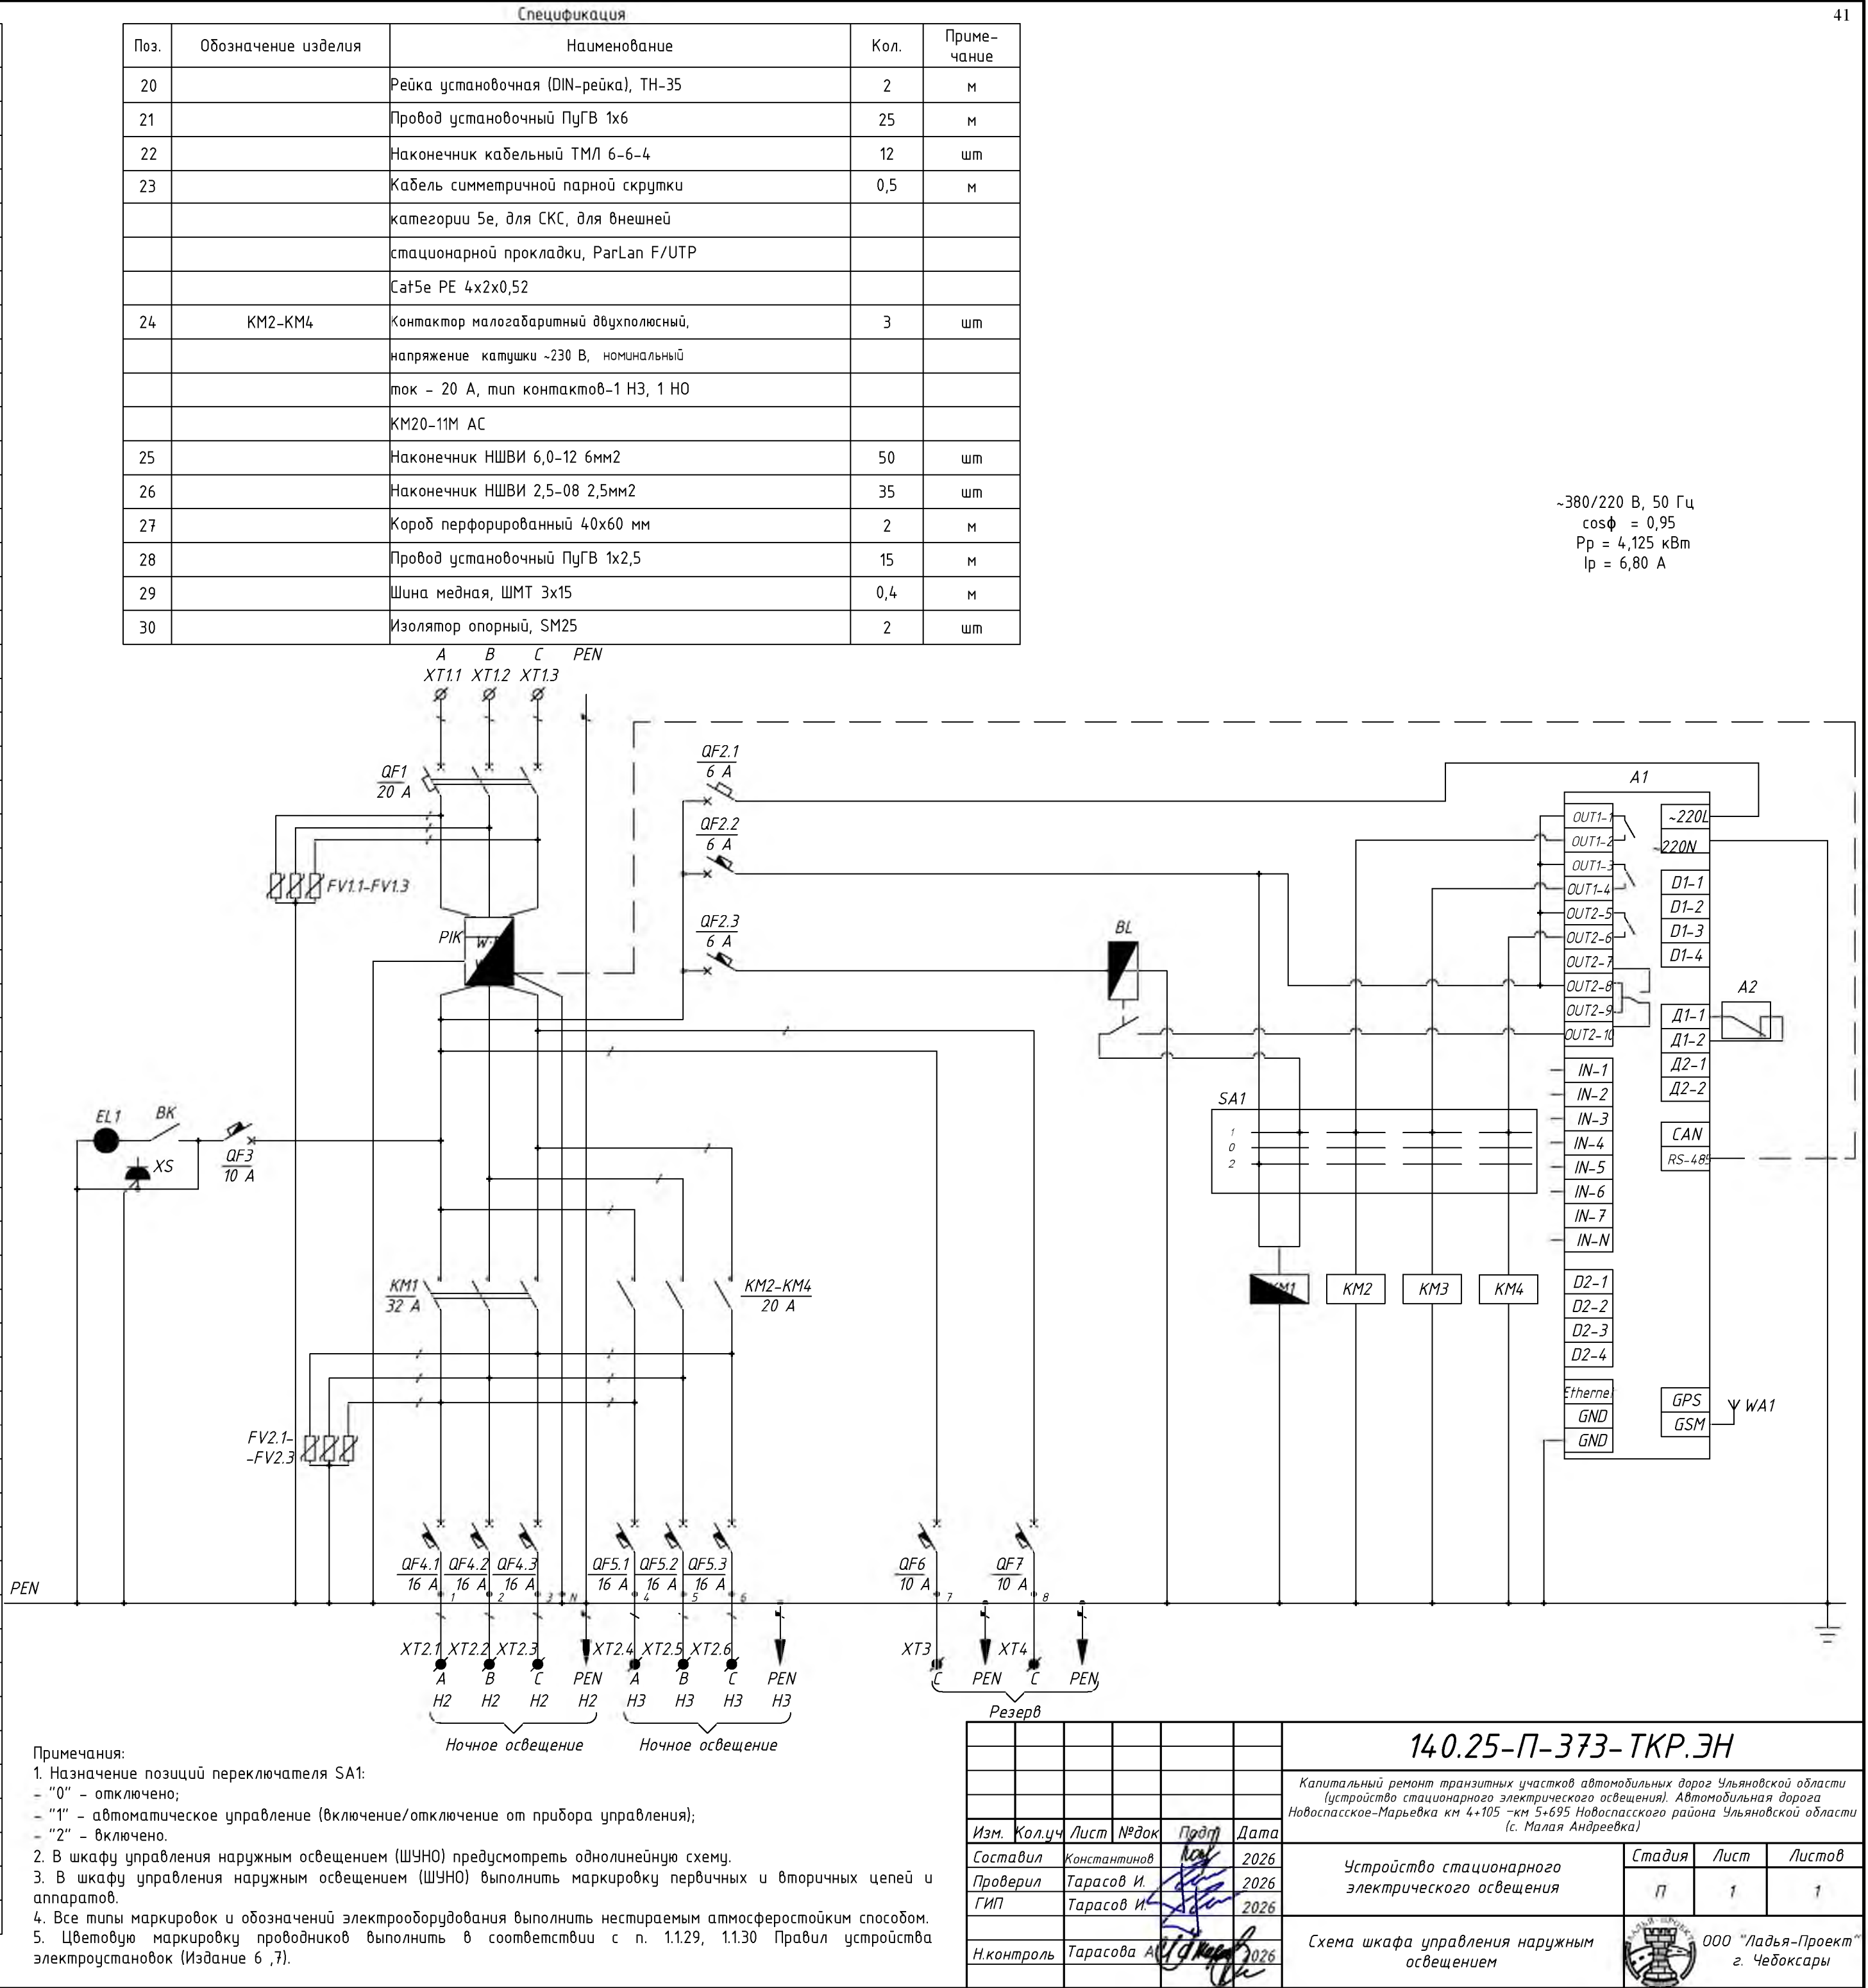 41
Спецификация
Поз. Обозначение изделия Наименование Кол. Приме-
чание
20 Рейка установочная (DIN-рейка), ТН-35 2 м
21 Провод установочный ПуГВ 1х6 25 м
22 Наконечник кабельный ТМЛ 6-6-4 12 шт
23 Кабель симметричной парной скрутки 0,5 м
категории 5е, для СКС, для внешней
стационарной прокладки, ParLan F/UTP
Cat5e PE 4x2x0,52
24 КМ2-КМ4 Контактор малогабаритный двухполюсный, 3 шт
напряжение катушки ~230 В, номинальный
ток - 20 А, тип контактов-1 НЗ, 1 НО
КМ20-11М АС
25 Наконечник НШВИ 6,0-12 6мм2 50 шт
26 Наконечник НШВИ 2,5-08 2,5мм2 35 шт
27 Короб перфорированный 40х60 мм 2 м
28 Провод установочный ПуГВ 1х2,5 15 м
29 Шина медная, ШМТ 3х15 0,4 м
30 Изолятор опорный, SM25 2 шт
~380/220 В, 50 Гц
cosф = 0,95
Рр = 4,125 кВт
Iр = 6,80 А
A B C PEN
XT1.1 XT1.2 XT1.3
QF1
20 А
QF2.1
6 А
QF2.2
6 А
QF2.3
6 А
FV1.1-FV1.3
PIK
BL
A1
OUT1-1
OUT1-2
OUT1-3
OUT1-4
OUT2-5
OUT2-6
OUT2-7
OUT2-8
OUT2-9
OUT2-10
IN-1
IN-2
IN-3
IN-4
IN-5
IN-6
IN-7
IN-N
D2-1
D2-2
D2-3
D2-4
Ethernet
GND
GND
~220L
~220N
D1-1
D1-2
D1-3
D1-4
Д1-1
Д1-2
Д2-1
Д2-2
CAN
RS-485
GPS
GSM
A2
WA1
EL1 BK
XS
QF3
10 А
SA1
1
0
2
KM1
32 А
KM2-KM4
20 А
KM1 KM2 KM3 KM4
FV2.1-
-FV2.3
QF4.1 QF4.2 QF4.3 QF5.1 QF5.2 QF5.3 QF6 QF7
16 А 16 А 16 А 16 А 16 А 16 А 10 А 10 А
PEN
1 2 3 N 4 5 6 7 8
XT2.1 XT2.2 XT2.3 XT2.4 XT2.5 XT2.6 XT3 XT4
A B C PEN A B C PEN C PEN C PEN
Н2 Н2 Н2 Н2 Н3 Н3 Н3 Н3
Резерв
Ночное освещение Ночное освещение
Примечания:
1. Назначение позиций переключателя SA1:
- "0" - отключено;
- "1" - автоматическое управление (включение/отключение от прибора управления);
- "2" - включено.
2. В шкафу управления наружным освещением (ШУНО) предусмотреть однолинейную схему.
3. В шкафу управления наружным освещением (ШУНО) выполнить маркировку первичных и вторичных цепей и
аппаратов.
4. Все типы маркировок и обозначений электрооборудования выполнить нестираемым атмосферостойким способом.
5. Цветовую маркировку проводников выполнить в соответствии с п. 1.1.29, 1.1.30 Правил устройства
электроустановок (Издание 6 ,7).
140.25-П-373-ТКР.ЭН
Капитальный ремонт транзитных участков автомобильных дорог Ульяновской области
(устройство стационарного электрического освещения). Автомобильная дорога
Новоспасское-Марьевка км 4+105 -км 5+695 Новоспасского района Ульяновской области
(с. Малая Андреевка)
Изм. Кол.уч Лист №док Подп Дата
Составил Константинов 2026
Проверил Тарасов И. 2026
ГИП Тарасов И. 2026
Н.контроль Тарасова А 2026
Устройство стационарного
электрического освещения
Стадия Лист Листов
П 1 1
Схема шкафа управления наружным
освещением
ООО "Ладья-Проект"
г. Чебоксары